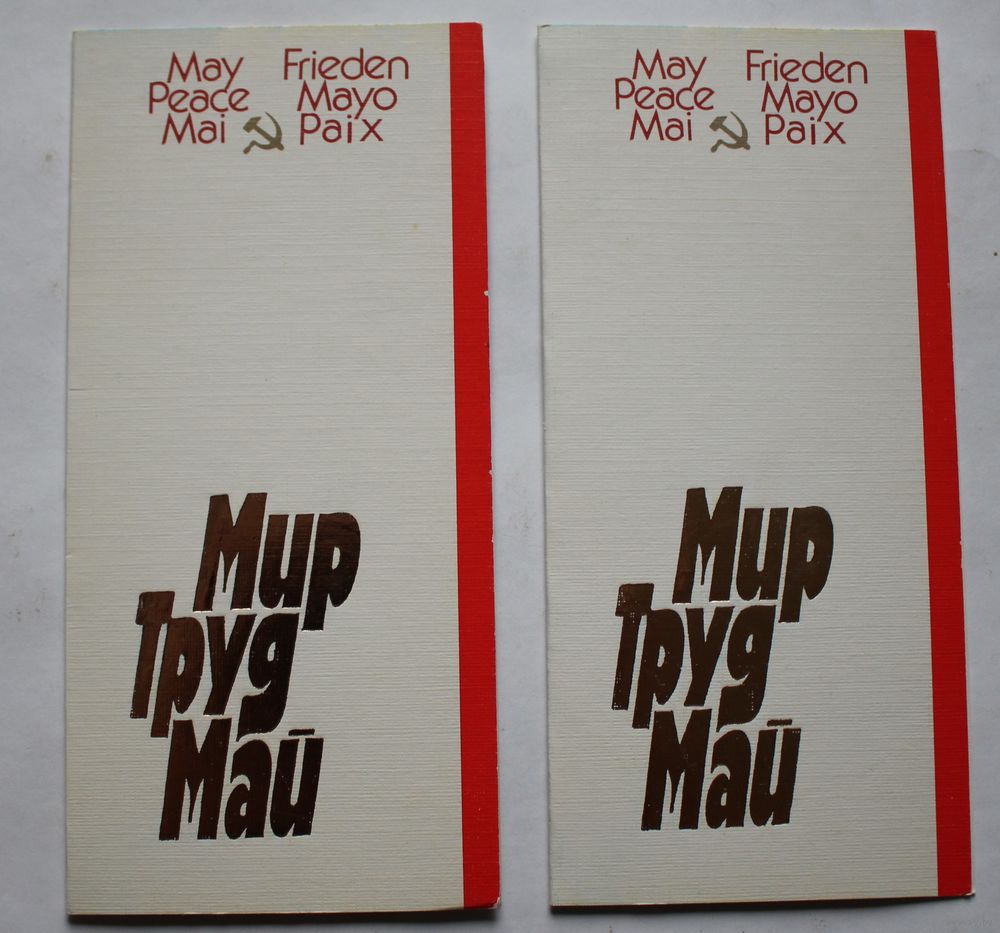 May Frieden
Peace Mayo
Mai Paix
Мир
Труд
Май
May Frieden
Peace Mayo
Mai Paix
Мир
Труд
Май